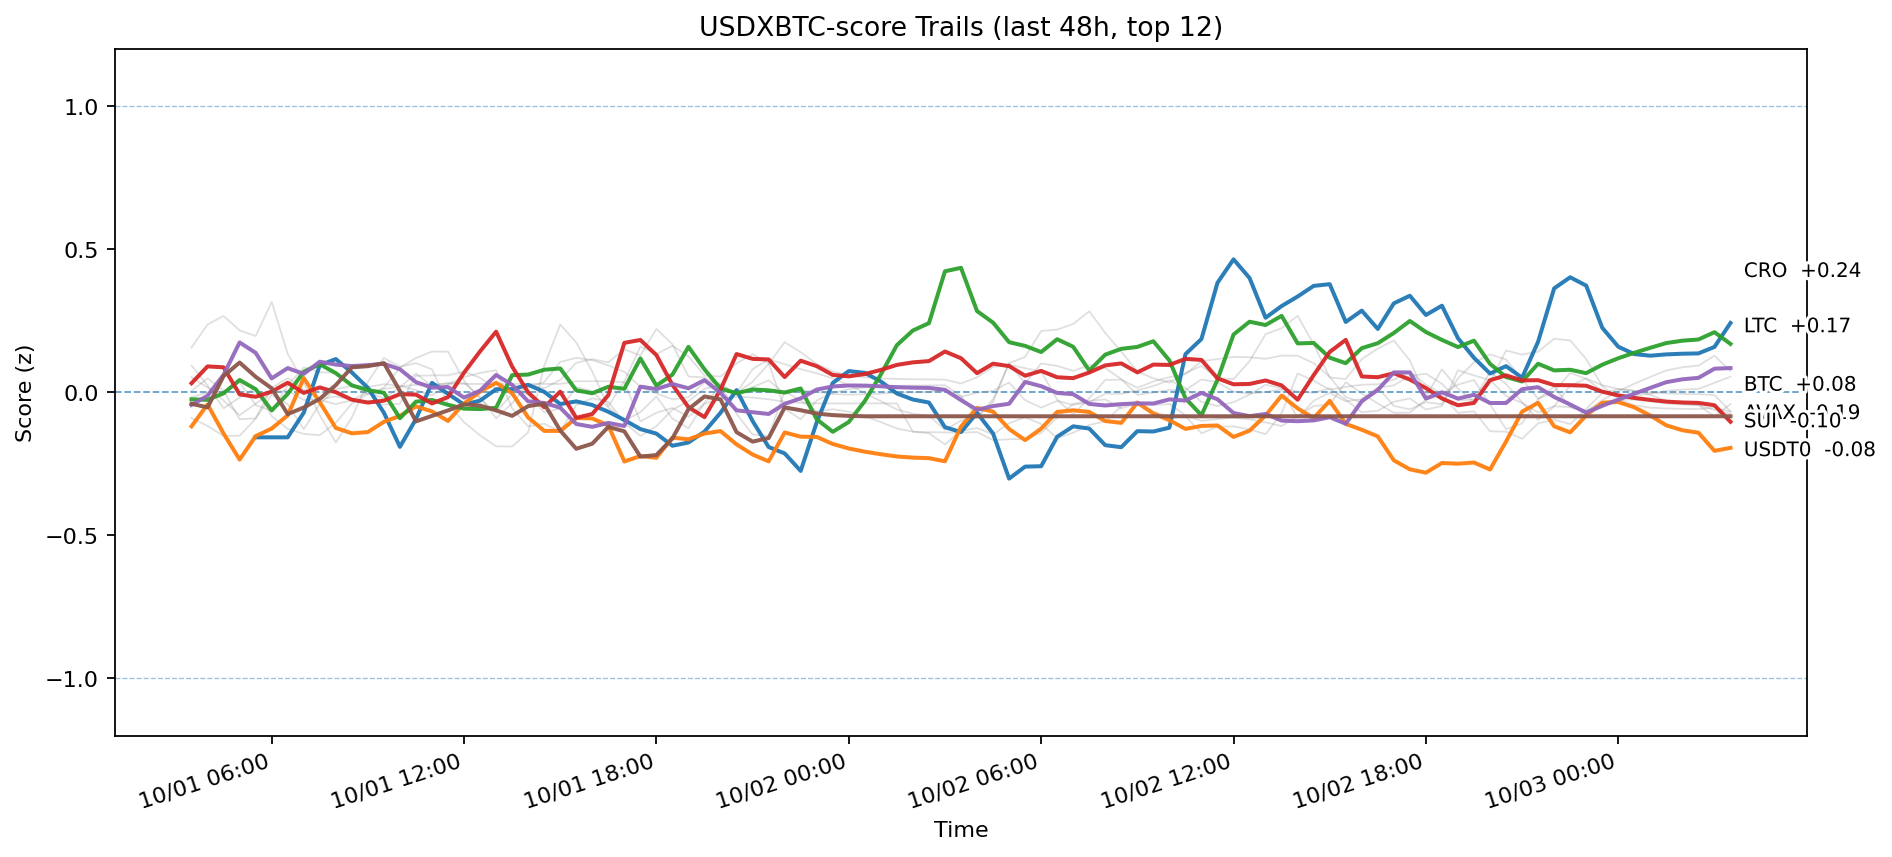 USDXBTC-score Trails (last 48h, top 12)
Score (z)
1.0
0.5
0.0
−0.5
−1.0
CRO +0.24
LTC +0.17
BTC +0.08
AVAX -0.19
SUI -0.10
USDT0 -0.08
10/01 06:00
10/01 12:00
10/01 18:00
10/02 00:00
10/02 06:00
10/02 12:00
10/02 18:00
10/03 00:00
Time